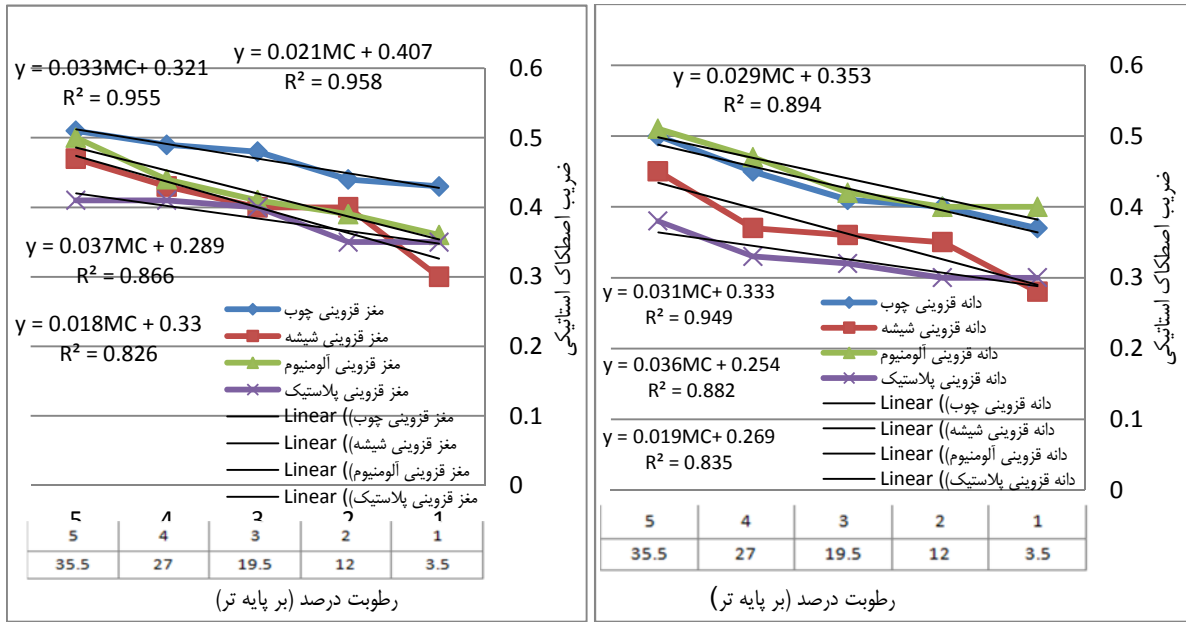 y = 0.021MC + 0.407
R² = 0.958
y = 0.033MC+ 0.321
R² = 0.955
y = 0.037MC + 0.289
R² = 0.866
y = 0.018MC + 0.33
R² = 0.826
0.6
0.5
0.4
0.3
0.2
0.1
0
ضریب اصطکاک استاتیکی
مغز قزوینی چوب
مغز قزوینی شیشه
مغز قزوینی آلومنیوم
مغز قزوینی پلاستیک
Linear ((مغز قزوینی چوب
Linear ((مغز قزوینی شیشه
Linear ((مغز قزوینی آلومنیوم
Linear ((مغز قزوینی پلاستیک
5 4 3 2 1
5 4 3 2 1
35.5 27 19.5 12 3.5
رطوبت درصد (بر پایه تر)
y = 0.029MC + 0.353
R² = 0.894
y = 0.031MC+ 0.333
R² = 0.949
y = 0.036MC + 0.254
R² = 0.882
y = 0.019MC+ 0.269
R² = 0.835
0.6
0.5
0.4
0.3
0.2
0.1
0
ضریب اصطکاک استاتیکی
دانه قزوینی چوب
دانه قزوینی شیشه
دانه قزوینی آلومنیوم
دانه قزوینی پلاستیک
Linear ((دانه قزوینی چوب
Linear ((دانه قزوینی شیشه
Linear ((دانه قزوینی آلومنیوم
Linear ((دانه قزوینی پلاستیک
5 4 3 2 1
35.5 27 19.5 12 3.5
رطوبت درصد (بر پایه تر)